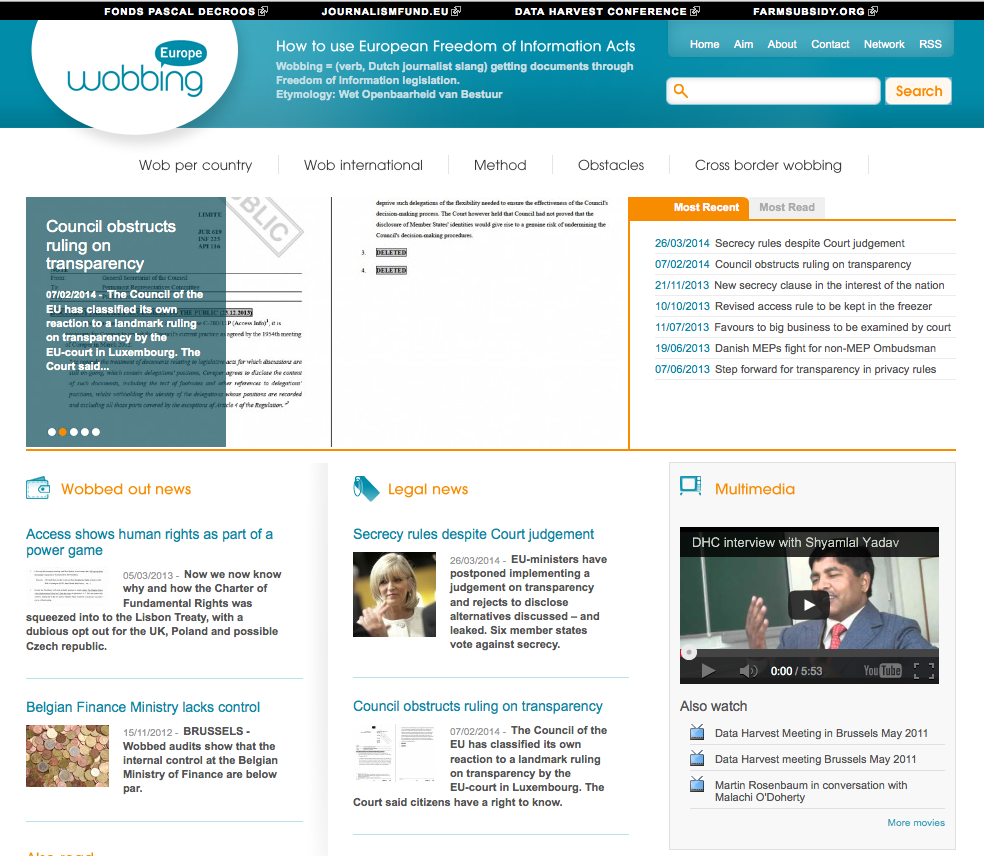 FONDS PASCAL DECROOS
JOURNALISMFUND.EU
DATA HARVEST CONFERENCE
FARMSUBSIDY.ORG
Europe
wobbing
How to use European Freedom of Information Acts
Wobbing = (verb, Dutch journalist slang) getting documents through
Freedom of Information legislation.
Etymology: Wet Openbaarheid van Bestuur
Home Aim About Contact Network RSS
Search
Wob per country
Wob international
Method
Obstacles
Cross border wobbing
Council obstructs
ruling on
transparency
07/02/2014 - The Council of the
EU has classified its own
reaction to a landmark ruling
on transparency by the
EU-court in Luxembourg. The
Court said...
LIMITE
JUR 619
INF 225
API 116
General Secretariat of the Council
Permanent Representatives Committee
deprive such delegations of the flexibility needed to ensure the effectiveness of the Council's
decision-making process. The Court however held that Council had not proved that the
disclosure of Member States' identities would give rise to a genuine risk of undermining the
Council's decision-making procedures.
3. DELETED
4. DELETED
Most Recent
Most Read
26/03/2014 Secrecy rules despite Court judgement
07/02/2014 Council obstructs ruling on transparency
21/11/2013 New secrecy clause in the interest of the nation
10/10/2013 Revised access rule to be kept in the freezer
11/07/2013 Favours to big business to be examined by court
19/06/2013 Danish MEPs fight for non-MEP Ombudsman
07/06/2013 Step forward for transparency in privacy rules
Wobbed out news
Access shows human rights as part of a
power game
05/03/2013 - Now we now know
why and how the Charter of
Fundamental Rights was
squeezed into to the Lisbon Treaty, with a
dubious opt out for the UK, Poland and possible
Czech republic.
Belgian Finance Ministry lacks control
15/11/2012 - BRUSSELS -
Wobbed audits show that the
internal control at the Belgian
Ministry of Finance are below
par.
Also read
Legal news
Secrecy rules despite Court judgement
26/03/2014 - EU-ministers have
postponed implementing a
judgement on transparency
and rejects to disclose
alternatives discussed – and
leaked. Six member states
vote against secrecy.
Council obstructs ruling on transparency
07/02/2014 - The Council of the
EU has classified its own
reaction to a landmark ruling
on transparency by the
EU-court in Luxembourg. The
Court said citizens have a right to know.
Multimedia
DHC interview with Shyamlal Yadav
0:00 / 5:53
YouTube
Also watch
Data Harvest Meeting in Brussels May 2011
Data Harvest meeting Brussels May 2011
Martin Rosenbaum in conversation with
Malachi O'Doherty
More movies